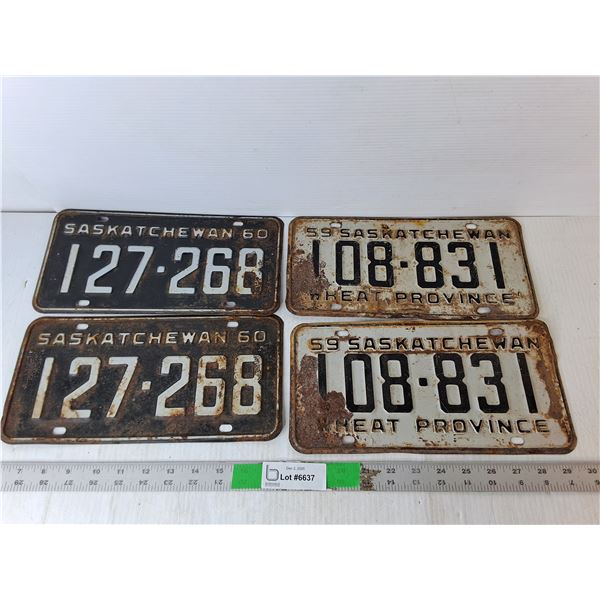 SASKATCHEWAN 60
127·268
59 SASKATCHEWAN
108·831
WHEAT PROVINCE
SASKATCHEWAN 60
127·268
59 SASKATCHEWAN
108·831
WHEAT PROVINCE
Lot #6637